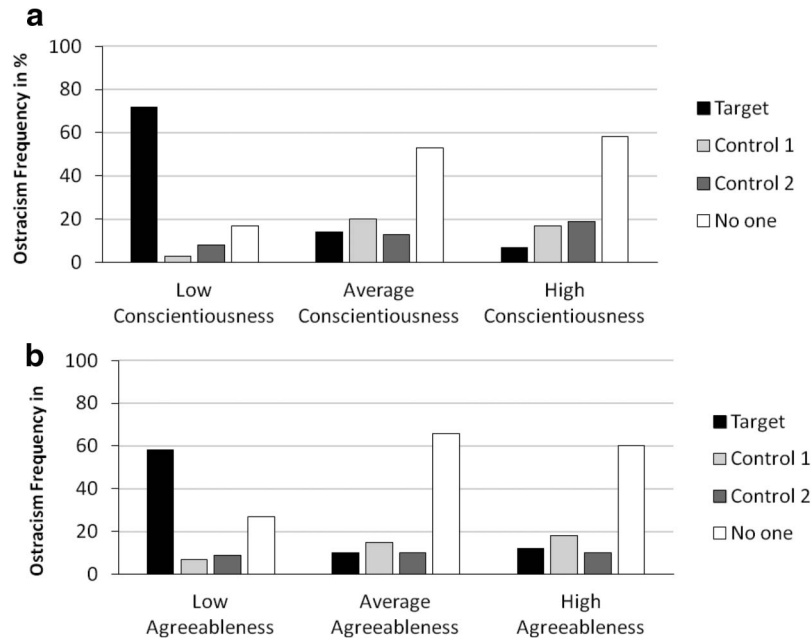 a
Ostracism Frequency in %
100
80
60
40
20
0
Low
Conscientiousness
Average
Conscientiousness
High
Conscientiousness
Target
Control 1
Control 2
No one
b
Ostracism Frequency in
100
80
60
40
20
0
Low
Agreeableness
Average
Agreeableness
High
Agreeableness
Target
Control 1
Control 2
No one